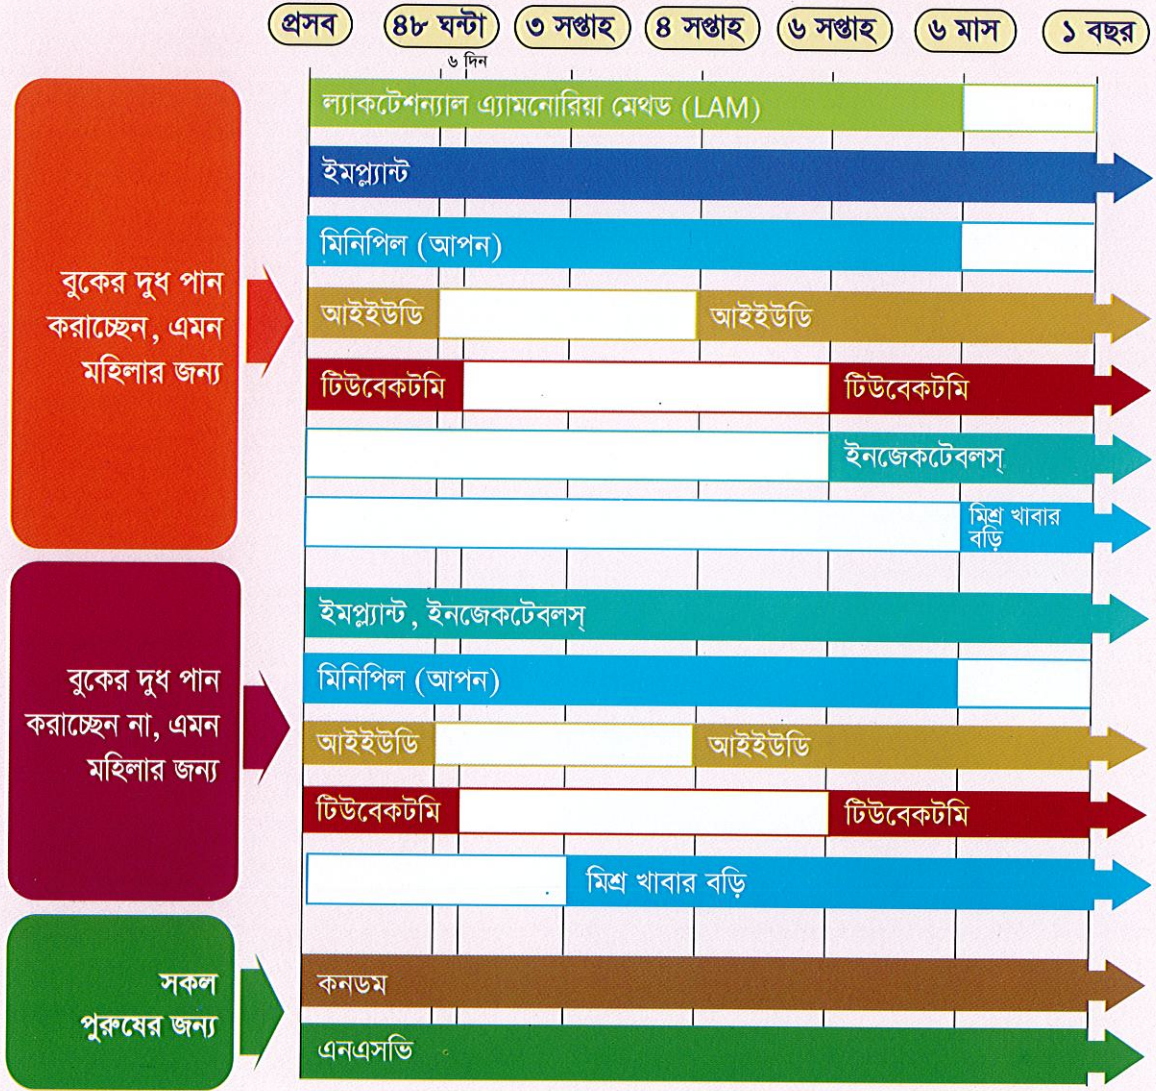 প্রসব ৪৮ ঘন্টা ৩ সপ্তাহ ৪ সপ্তাহ ৬ সপ্তাহ ৬ মাস ১ বছর
৬ দিন
বুকের দুধ পান
করাচ্ছেন, এমন
মহিলার জন্য
ল্যাকটেশন্যাল এ্যামনোরিয়া মেথড (LAM)
ইমপ্ল্যান্ট
মিনিপিল (আপন)
আইইউডি আইইউডি
টিউবেকটমি টিউবেকটমি
ইনজেকটেবলস্
মিশ্র খাবার
বড়ি
বুকের দুধ পান
করাচ্ছেন না, এমন
মহিলার জন্য
ইমপ্ল্যান্ট, ইনজেকটেবলস্
মিনিপিল (আপন)
আইইউডি আইইউডি
টিউবেকটমি টিউবেকটমি
মিশ্র খাবার বড়ি
সকল
পুরুষের জন্য
কনডম
এনএসভি